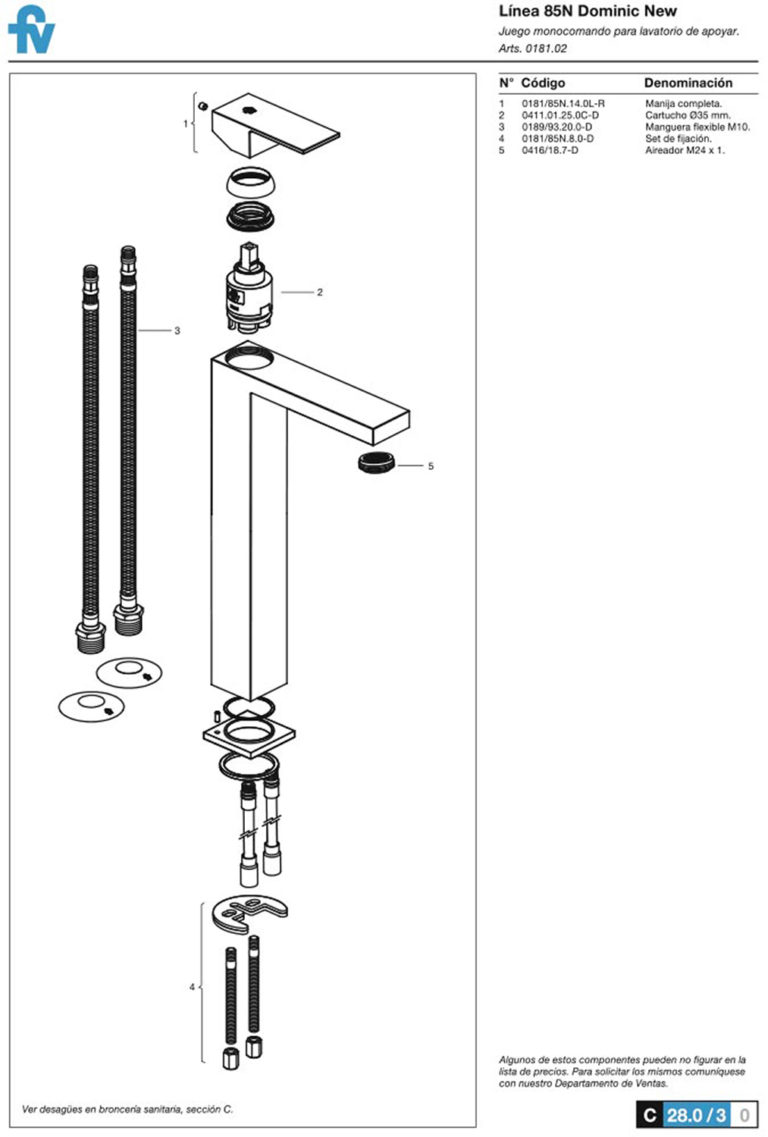 fv
Línea 85N Dominic New
Juego monocomando para lavatorio de apoyar.
Arts. 0181.02
N° Código Denominación
1 0181/85N.14.0L-R Manija completa.
2 0411.01.25.0C-D Cartucho Ø35 mm.
3 0189/93.20.0-D Manguera flexible M10.
4 0181/85N.8.0-D Set de fijación.
5 0416/18.7-D Aireador M24 x 1.
1
2
3
5
4
Algunos de estos componentes pueden no figurar en la
lista de precios. Para solicitar los mismos comuníquese
con nuestro Departamento de Ventas.
Ver desagües en broncería sanitaria, sección C.
C 28.0 / 3 0